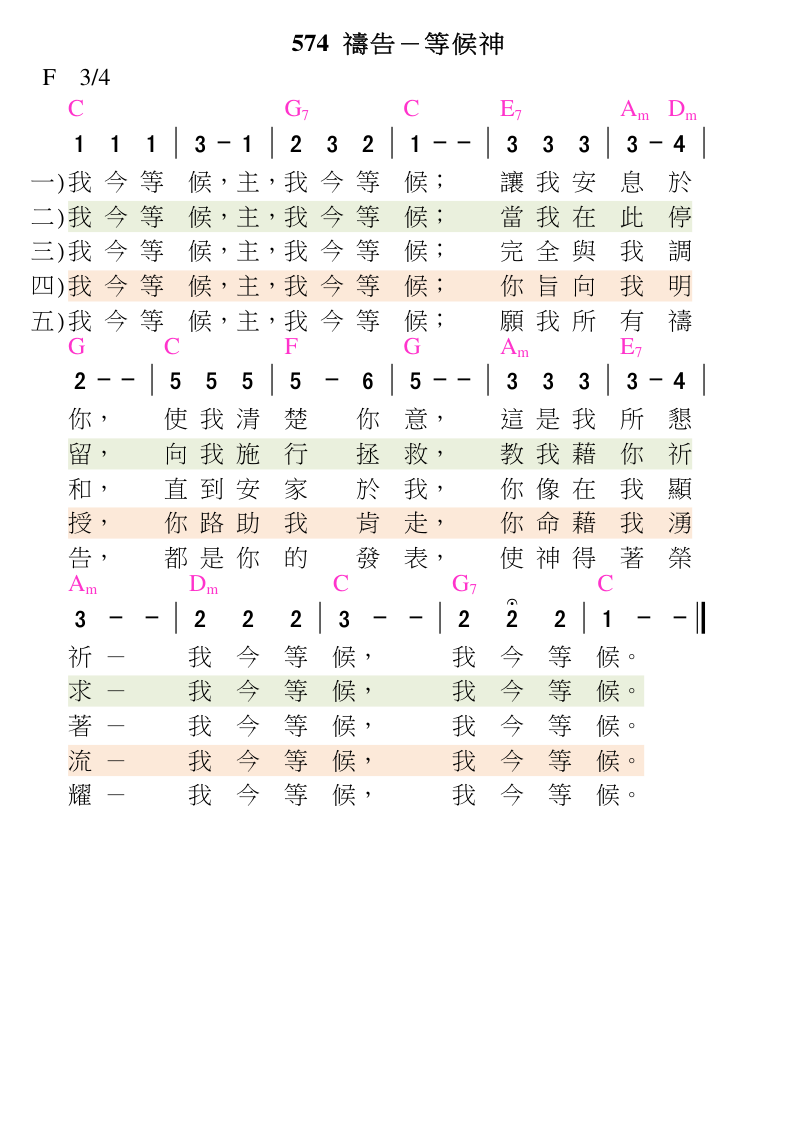 574 禱告－等候神
F 3/4
C G7 C E7 Am Dm
1 1 1 | 3 - 1 | 2 3 2 | 1 - - | 3 3 3 | 3 - 4 |
一)我今等候，主，我今等候； 讓我安息於
二)我今等候，主，我今等候； 當我在此停
三)我今等候，主，我今等候； 完全與我調
四)我今等候，主，我今等候； 你旨向我明
五)我今等候，主，我今等候； 願我所有禱
G C F G Am E7
2 - - | 5 5 5 | 5 - 6 | 5 - - | 3 3 3 | 3 - 4 |
你， 使我清楚你意， 這是我所懇
留， 向我施行拯救， 教我藉你祈
和， 直到安家於我， 你像在我顯
授， 你路助我肯走， 你命藉我湧
告， 都是你的發表， 使神得著榮
Am Dm C G7 C
3 - - | 2 2 2 | 3 - - | 2 2 2 | 1 - - ||
祈－ 我今等候， 我今等候。
求－ 我今等候， 我今等候。
著－ 我今等候， 我今等候。
流－ 我今等候， 我今等候。
耀－ 我今等候， 我今等候。